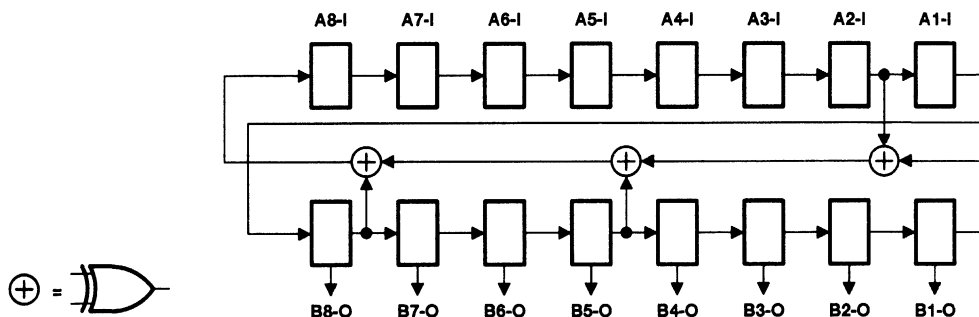 A8-I A7-I A6-I A5-I A4-I A3-I A2-I A1-I
=
B8-O B7-O B6-O B5-O B4-O B3-O B2-O B1-O